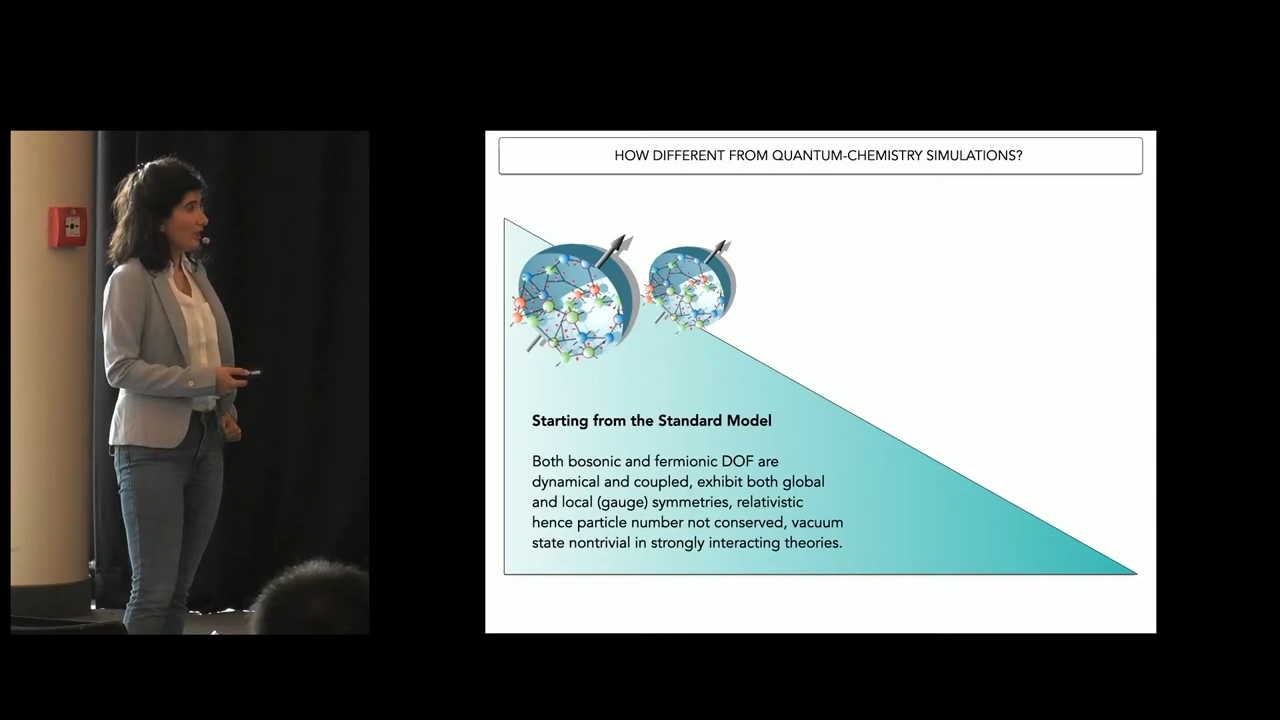 HOW DIFFERENT FROM QUANTUM-CHEMISTRY SIMULATIONS?
Starting from the Standard Model
Both bosonic and fermionic DOF are
dynamical and coupled, exhibit both global
and local (gauge) symmetries, relativistic
hence particle number not conserved, vacuum
state nontrivial in strongly interacting theories.